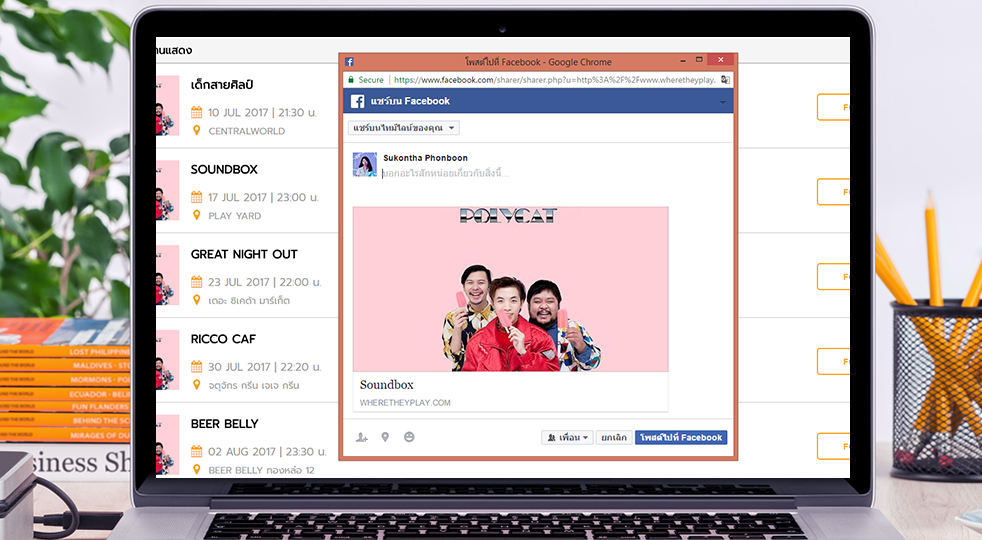 านแสดง
เด็กสายศิลป์
10 JUL 2017 | 21:30 น.
CENTRALWORLD
SOUNDBOX
17 JUL 2017 | 23:00 น.
PLAY YARD
GREAT NIGHT OUT
23 JUL 2017 | 22:00 น.
เดอะ ซิเคด้า มาร์เก็ต
RICCO CAF
30 JUL 2017 | 22:20 น.
จตุจักร กรีน เจเจ กรีน
BEER BELLY
02 AUG 2017 | 23:30 น.
BEER BELLY ทองหล่อ 12
โพสต์ไปที่ Facebook - Google Chrome
Secure | https://www.facebook.com/sharer/sharer.php?u=http%3A%2F%2Fwww.wheretheyplay.
แชร์บน Facebook
แชร์บนไทม์ไลน์ของคุณ
Sukontha Phonboon
บอกอะไรสักหน่อยเกี่ยวกับสิ่งนี้...
POLYCAT
Soundbox
WHERETHEYPLAY.COM
เพื่อน
ยกเลิก
โพสต์ไปที่ Facebook
LOST PHILIPPIN
MALDIVES · STO
MORMONS · POL
ECUADOR · BELI
FUN FLANDERS
BEHIND THE SC
MIRAGES OF DU
siness Sh